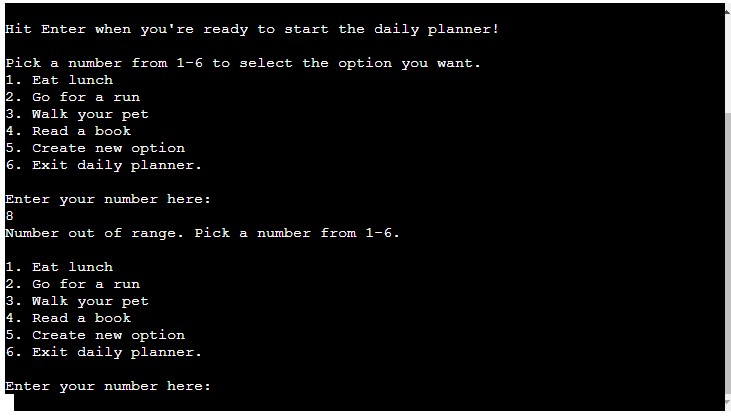 Hit Enter when you're ready to start the daily planner!
Pick a number from 1-6 to select the option you want.
1. Eat lunch
2. Go for a run
3. Walk your pet
4. Read a book
5. Create new option
6. Exit daily planner.
Enter your number here:
8
Number out of range. Pick a number from 1-6.
1. Eat lunch
2. Go for a run
3. Walk your pet
4. Read a book
5. Create new option
6. Exit daily planner.
Enter your number here: